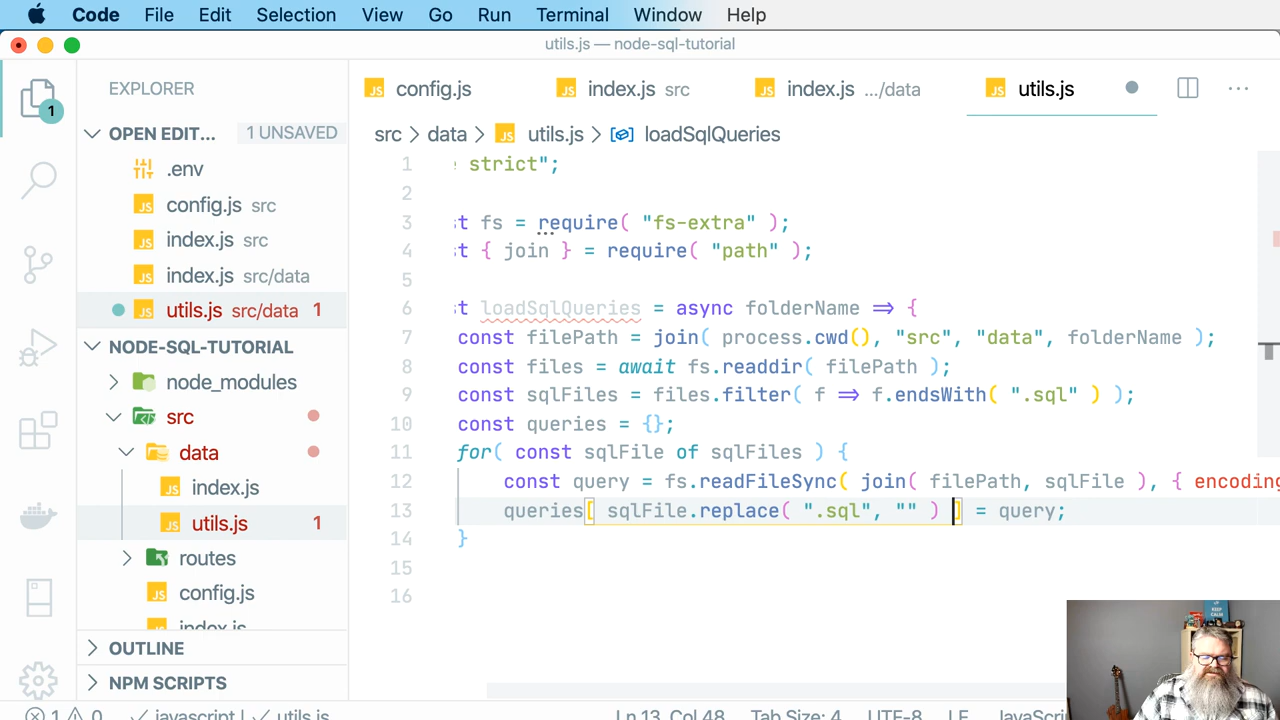 Code File Edit Selection View Go Run Terminal Window Help
utils.js — node-sql-tutorial
EXPLORER
JS config.js JS index.js src JS index.js .../data JS utils.js
1
OPEN EDIT... 1 UNSAVED
src > data > JS utils.js > loadSqlQueries
.env
JS config.js src
JS index.js src
JS index.js src/data
JS utils.js src/data 1
NODE-SQL-TUTORIAL
node_modules
src
data
JS index.js
JS utils.js 1
routes
JS config.js
JS index.js
OUTLINE
NPM SCRIPTS
1 strict";
2
3 t fs = require( "fs-extra" );
4 t { join } = require( "path" );
5
6 t loadSqlQueries = async folderName => {
7 const filePath = join( process.cwd(), "src", "data", folderName );
8 const files = await fs.readdir( filePath );
9 const sqlFiles = files.filter( f => f.endsWith( ".sql" ) );
10 const queries = {};
11 for( const sqlFile of sqlFiles ) {
12 const query = fs.readFileSync( join( filePath, sqlFile ), { encoding
13 queries[ sqlFile.replace( ".sql", "" ) ] = query;
14 }
15
16
KEEP CALM
1 0 javascript | utils.js Ln 13, Col 48 Tab Size: 4 UTF-8 LF JavaScri